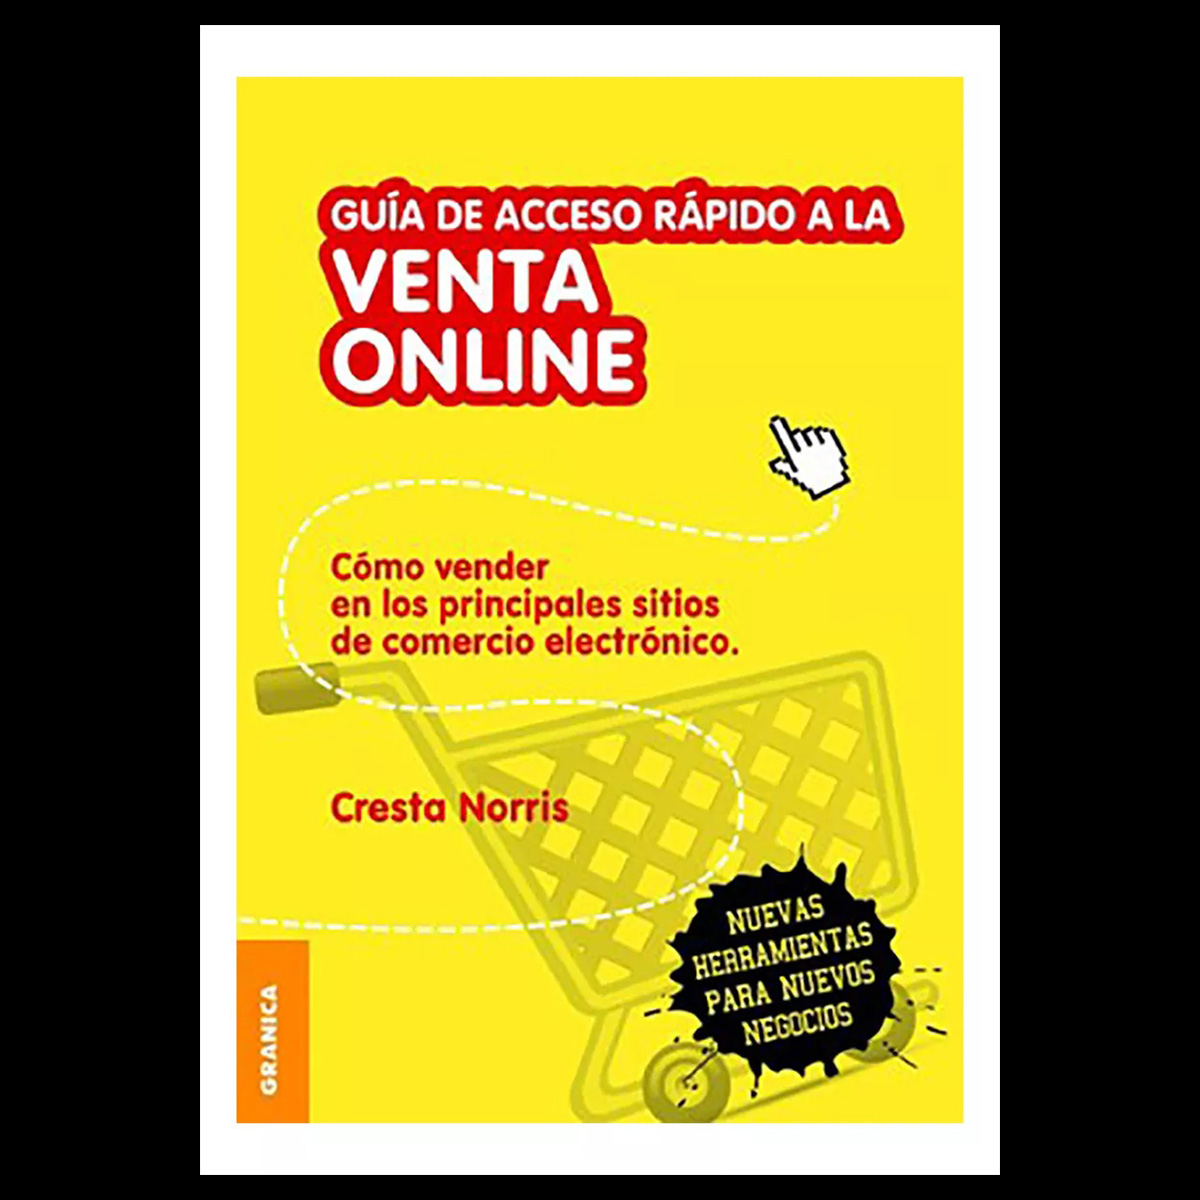 GUÍA DE ACCESO RÁPIDO A LA
VENTA
ONLINE
Cómo vender
en los principales sitios
de comercio electrónico.
Cresta Norris
NUEVAS
HERRAMIENTAS
PARA NUEVOS
NEGOCIOS
GRANICA